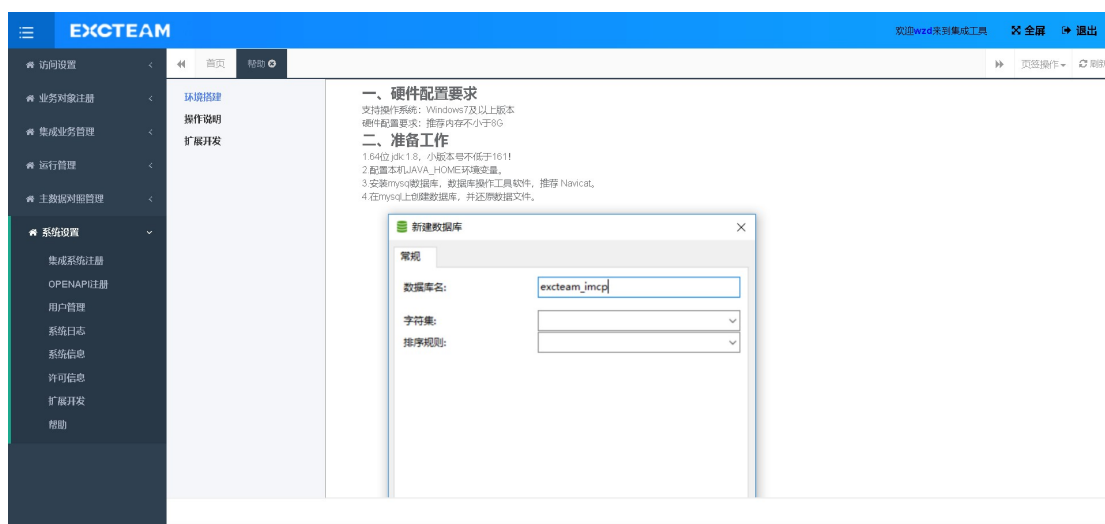 EXCTEAM
欢迎wzd来到集成工具 全屏 退出
首页 帮助 页签操作
访问设置
业务对象注册
集成业务管理
运行管理
主数据对照管理
系统设置
集成系统注册
OPENAPI注册
用户管理
系统日志
系统信息
许可信息
扩展开发
帮助
环境搭建
操作说明
扩展开发
一、硬件配置要求
支持操作系统：Windows7及以上版本
硬件配置要求：推荐内存不小于8G
二、准备工作
1.64位 jdk 1.8，小版本号不低于161!
2.配置本机JAVA_HOME环境变量。
3.安装mysql数据库，数据库操作工具软件，推荐 Navicat。
4.在mysql上创建数据库，并还原数据文件。
新建数据库
常规
数据库名: excteam_imcp
字符集:
排序规则: